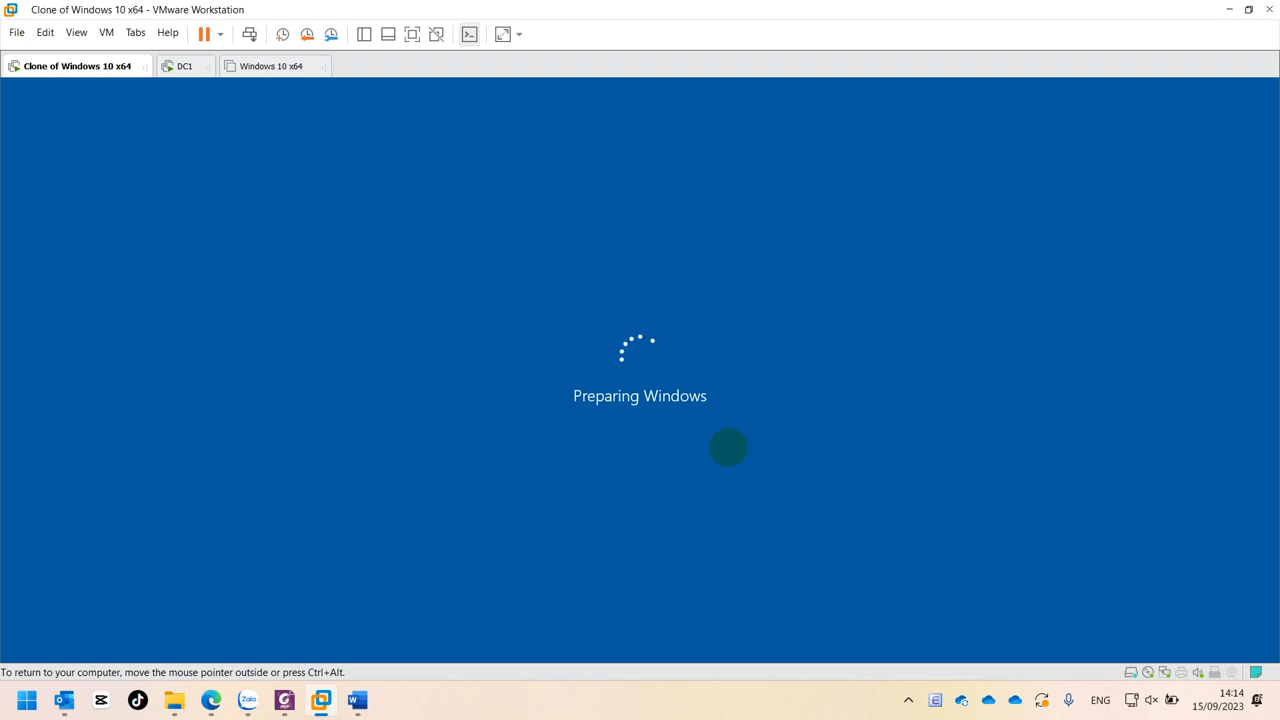 Clone of Windows 10 x64 - VMware Workstation
File Edit View VM Tabs Help
Clone of Windows 10 x64 DC1 Windows 10 x64
Preparing Windows
To return to your computer, move the mouse pointer outside or press Ctrl+Alt.
Zalo PDF W E ENG 14:14
15/09/2023